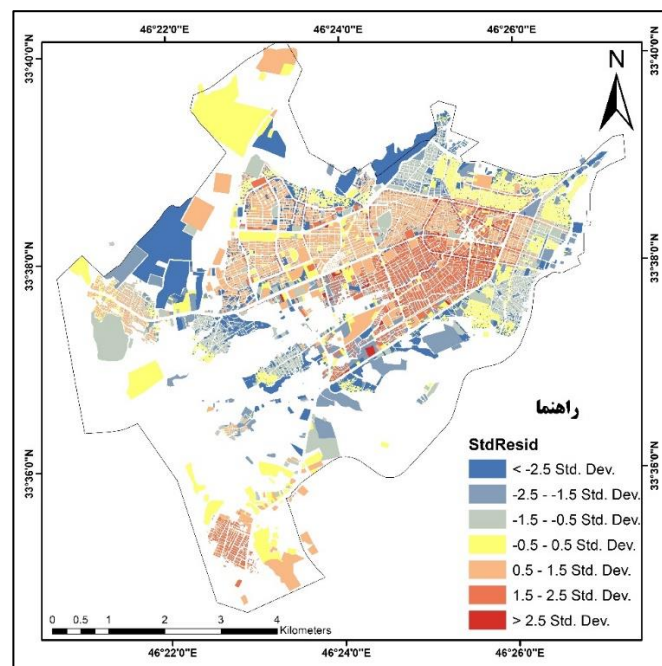 46°22'0"E 46°24'0"E 46°26'0"E
33°40'0"N
33°40'0"N
N
33°38'0"N
33°38'0"N
33°36'0"N
33°36'0"N
راهنما
StdResid
< -2.5 Std. Dev.
-2.5 - -1.5 Std. Dev.
-1.5 - -0.5 Std. Dev.
-0.5 - 0.5 Std. Dev.
0.5 - 1.5 Std. Dev.
1.5 - 2.5 Std. Dev.
> 2.5 Std. Dev.
0 0.5 1 2 3 4
Kilometers
46°22'0"E 46°24'0"E 46°26'0"E